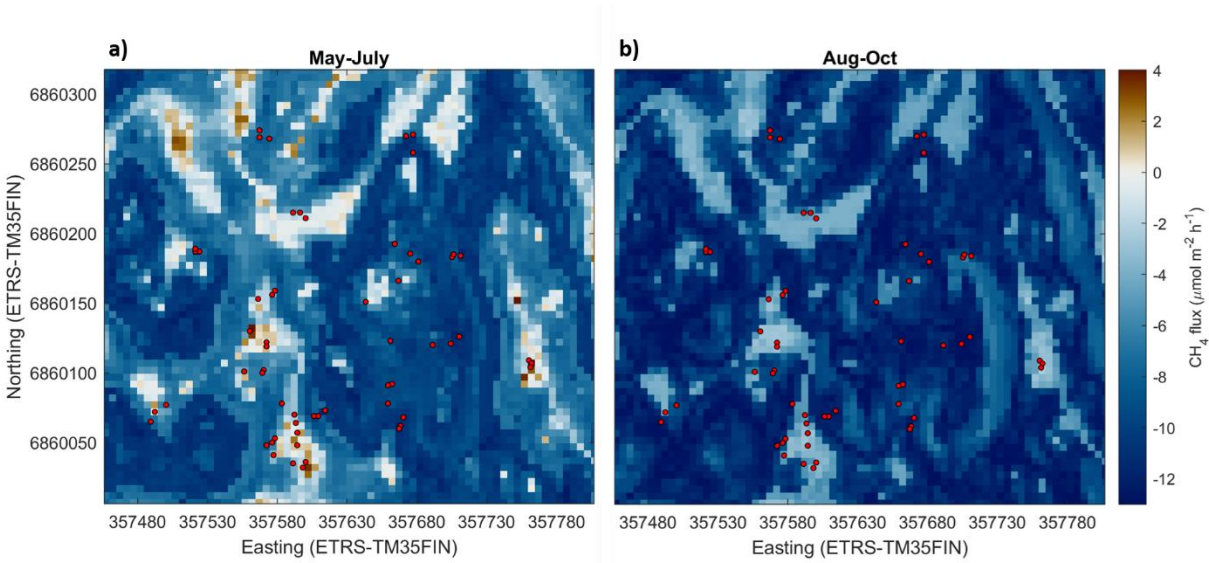 a)
May-July
6860300
6860250
6860200
6860150
6860100
6860050
Northing (ETRS-TM35FIN)
357480 357530 357580 357630 357680 357730 357780
Easting (ETRS-TM35FIN)
b)
Aug-Oct
357480 357530 357580 357630 357680 357730 357780
Easting (ETRS-TM35FIN)
4
2
0
-2
-4
-6
-8
-10
-12
CH₄ flux (μmol m⁻² h⁻¹)